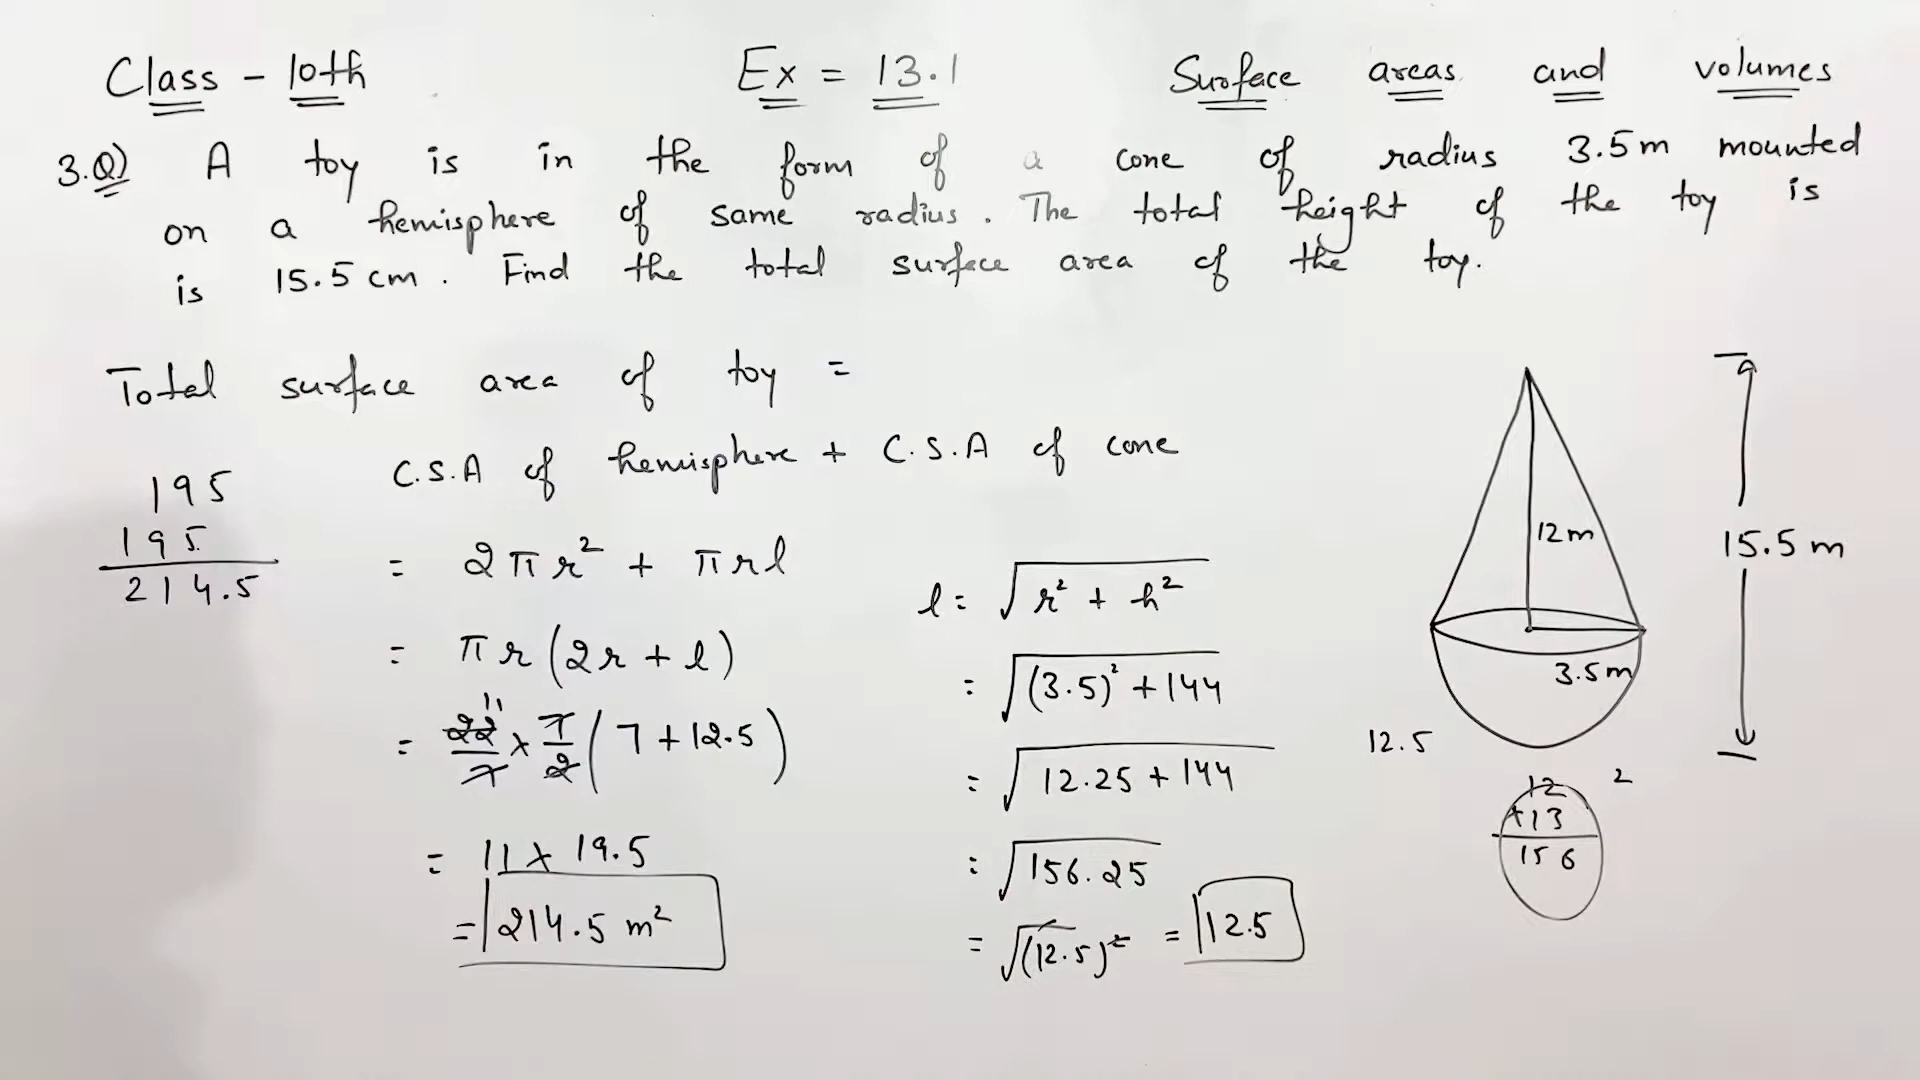 Class - 10th Ex = 13.1 Surface areas and volumes
3.Q) A toy is in the form of a cone of radius 3.5m mounted
on a hemisphere of same radius. The total height of the toy is
is 15.5 cm. Find the total surface area of the toy.
Total surface area of toy =
C.S.A of hemisphere + C.S.A of cone
195
195
214.5
= 2πr² + πrl
= πr(2r + l)
= 22/7 × 7/2 (7 + 12.5)
11
= 11 × 19.5
= 214.5 m²
l = √r² + h²
= √(3.5)² + 144
= √12.25 + 144
= √156.25
= √(12.5)² = 12.5
12m
3.5m
15.5 m
12.5
12 2
×13
156